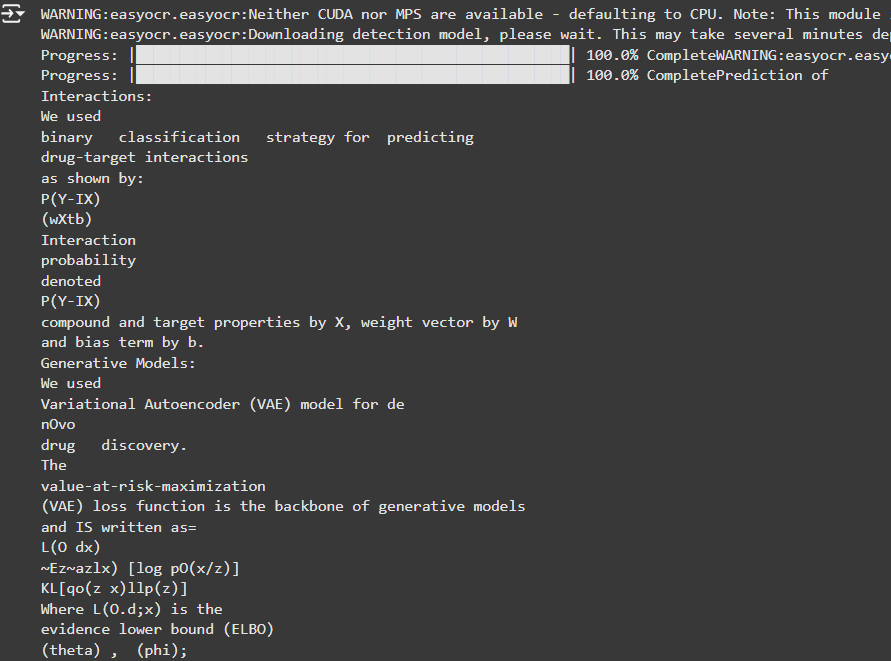 WARNING:easyocr.easyocr:Neither CUDA nor MPS are available - defaulting to CPU. Note: This module
WARNING:easyocr.easyocr:Downloading detection model, please wait. This may take several minutes de
Progress: | | 100.0% CompleteWARNING:easyocr.easy
Progress: | | 100.0% CompletePrediction of
Interactions:
We used
binary classification strategy for predicting
drug-target interactions
as shown by:
P(Y-IX)
(wXtb)
Interaction
probability
denoted
P(Y-IX)
compound and target properties by X, weight vector by W
and bias term by b.
Generative Models:
We used
Variational Autoencoder (VAE) model for de
nOvo
drug discovery.
The
value-at-risk-maximization
(VAE) loss function is the backbone of generative models
and IS written as=
L(O dx)
~Ez~azlx) [log pO(x/z)]
KL[qo(z x)llp(z)]
Where L(O.d;x) is the
evidence lower bound (ELBO)
(theta) , (phi);